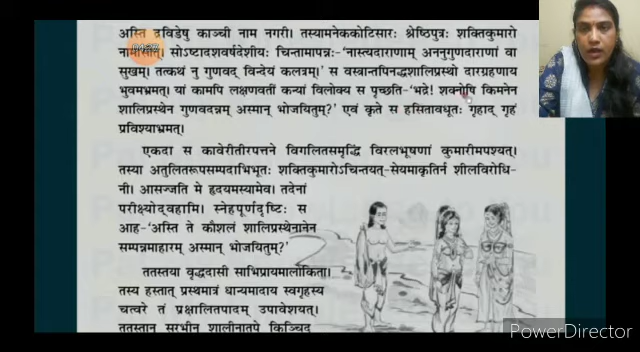 अस्ति द्रविडेषु काञ्ची नाम नगरी। तस्यामनेककोटिसारः श्रेष्ठिपुत्रः शक्तिकुमारो
नामासीत्। सोऽष्टादशवर्षदेशीयः चिन्तामापन्नः-'नास्त्यदाराणाम् अननुगुणदाराणां वा
सुखम्। तत्कथं नु गुणवद् विन्देयं कलत्रम्।' स वस्त्रान्तपिनद्धशालिप्रस्थो दारग्रहणाय
भुवमभ्रमत्। यां कामपि लक्षणवतीं कन्यां विलोक्य स पृच्छति-'भद्रे! शक्नोषि किमनेन
शालिप्रस्थेन गुणवदन्नम् अस्मान् भोजयितुम्?' एवं कृते स हसितावधूतः गृहाद् गृहं
प्रविश्याभ्रमत्।
एकदा स कावेरीतीरपत्तने विगलितसमृद्धिं विरलभूषणां कुमारीमपश्यत्।
तस्या अतुलितरूपसम्पदाभिभूतः शक्तिकुमारोऽचिन्तयत्-सेयमाकृतिर्न शीलविरोधि-
नी। आसज्जति मे हृदयमस्यामेव। तदेनां
परीक्ष्योद्वहामि। स्नेहपूर्णदृष्टिः स
आह-'अस्ति ते कौशलं शालिप्रस्थेनानेन
सम्पन्नमाहारम् अस्मान् भोजयितुम्?'
ततस्तया वृद्धदासी साभिप्रायमालोकिता।
तस्य हस्तात् प्रस्थमात्रं धान्यमादाय स्वगृहस्य
चत्वरे तं प्रक्षालितपादम् उपावेशयत्।
ततस्तान् सुरभीन् शालीनातपे किञ्चिद्
PowerDirector